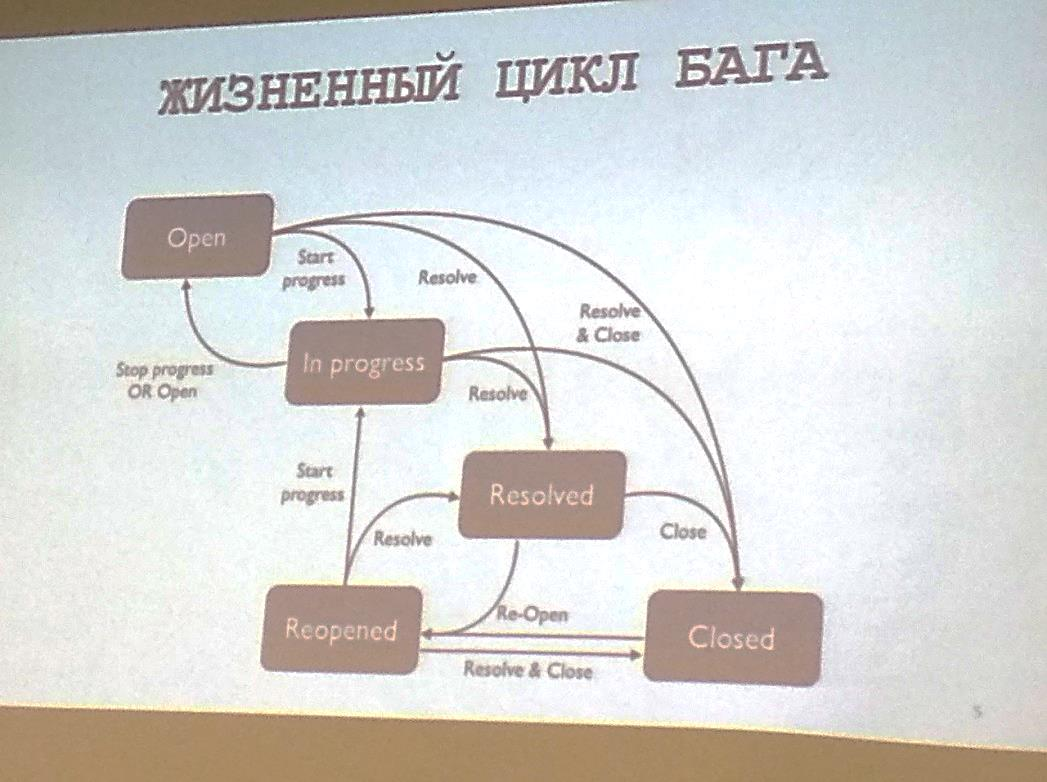 ЖИЗНЕННЫЙ ЦИКЛ БАГА
Open
Start
progress
Resolve
Resolve
& Close
Stop progress
OR Open
In progress
Resolve
Start
progress
Resolved
Resolve
Close
Re-Open
Reopened
Closed
Resolve & Close
5